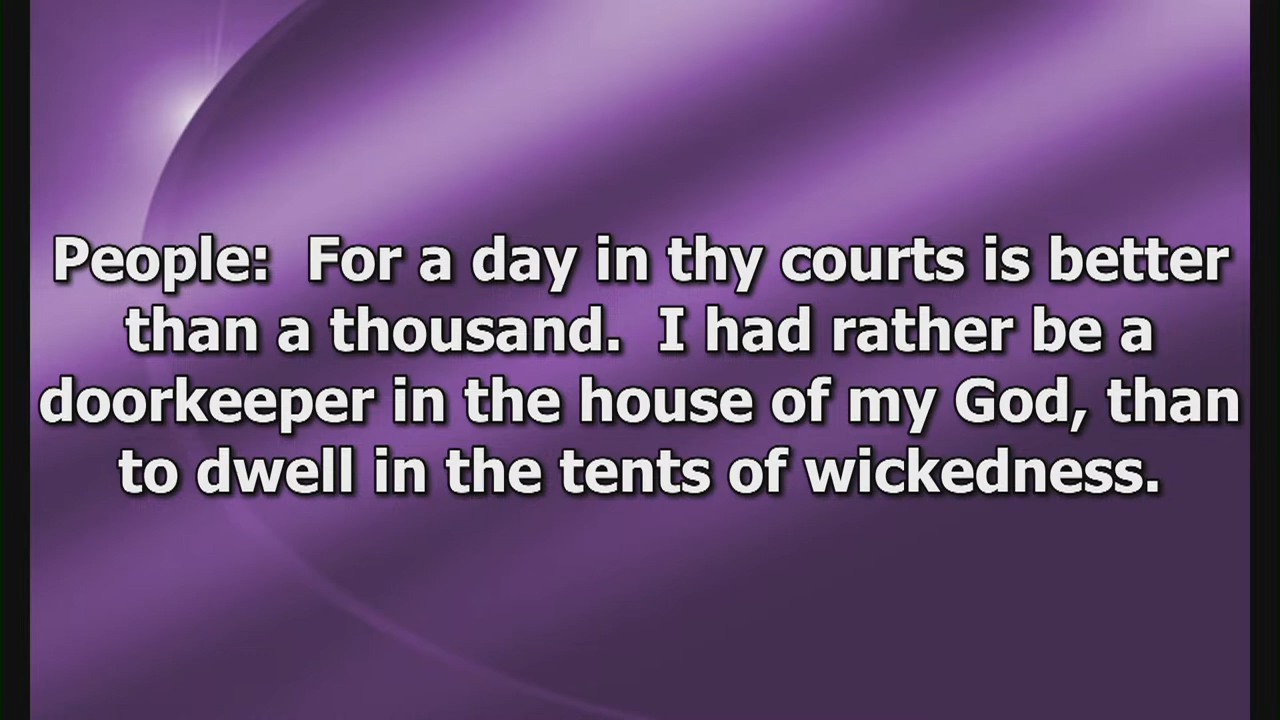 People:  For a day in thy courts is better
than a thousand.  I had rather be a
doorkeeper in the house of my God, than
to dwell in the tents of wickedness.